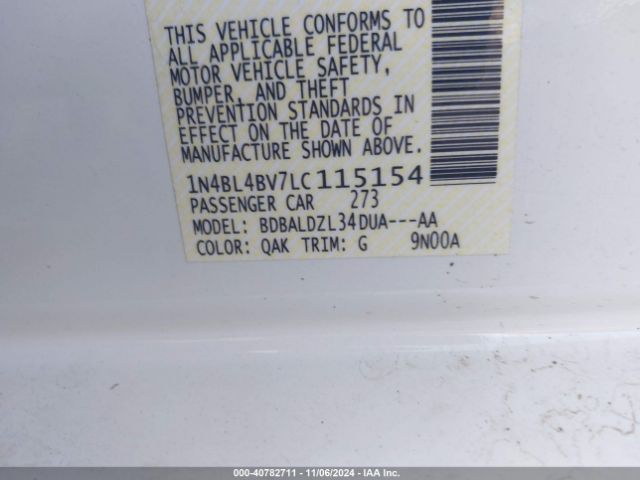 THIS VEHICLE CONFORMS TO
ALL APPLICABLE FEDERAL
MOTOR VEHICLE SAFETY,
BUMPER, AND THEFT
PREVENTION STANDARDS IN
EFFECT ON THE DATE OF
MANUFACTURE SHOWN ABOVE.
1N4BL4BV7LC115154
PASSENGER CAR 273
MODEL: BDBALDZL34DUA---AA
COLOR: QAK TRIM: G 9N00A
000-40782711 - 11/06/2024 - IAA Inc.